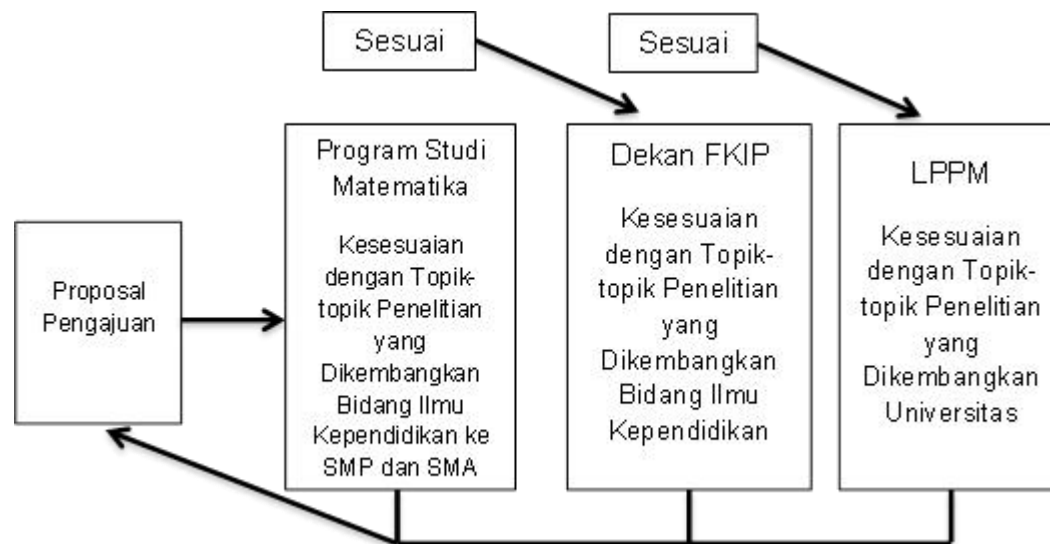 Sesuai
Sesuai
Proposal
Pengajuan
Program Studi
Matematika
Kesesuaian
dengan Topik-
topik Penelitian
yang
Dikembangkan
Bidang Ilmu
Kependidikan ke
SMP dan SMA
Dekan FKIP
Kesesuaian
dengan Topik-
topik Penelitian
yang
Dikembangkan
Bidang Ilmu
Kependidikan
LPPM
Kesesuaian
dengan Topik-
topik Penelitian
yang
Dikembangkan
Universitas